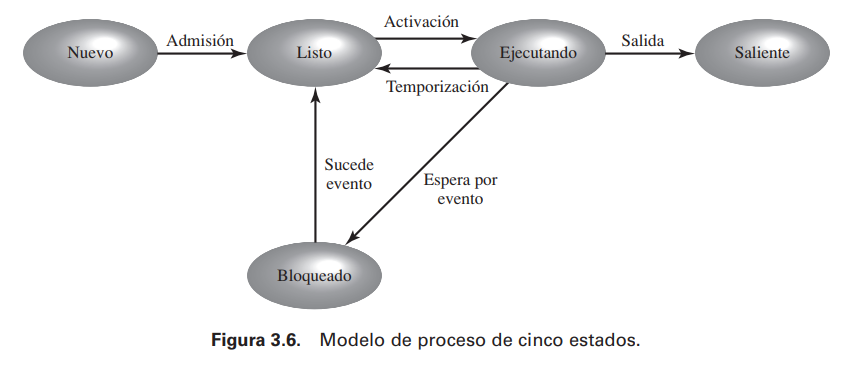 Activación
Nuevo
Admisión
Listo
Ejecutando
Salida
Saliente
Temporización
Sucede
evento
Espera por
evento
Bloqueado
Figura 3.6. Modelo de proceso de cinco estados.